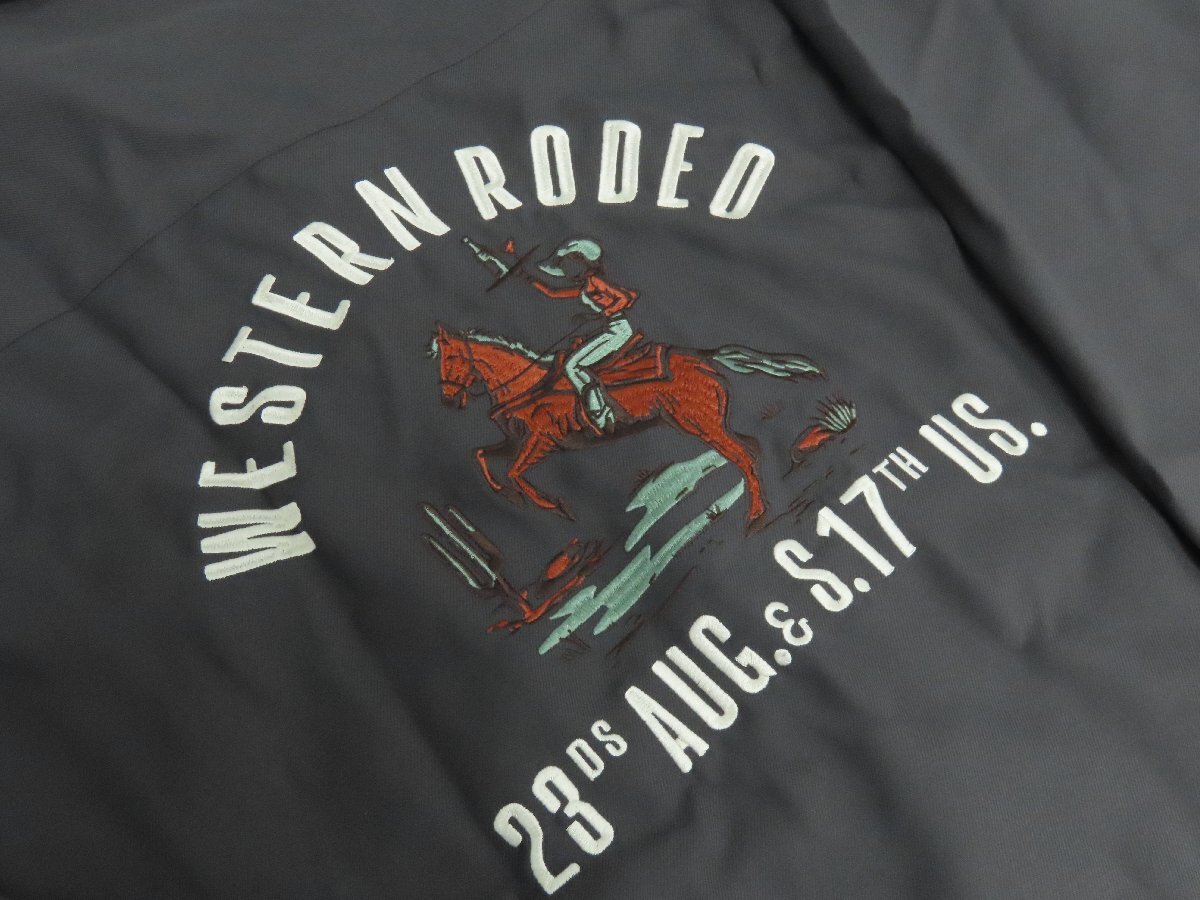 WESTERN RODEO
23DS AUG. & S.17TH US.